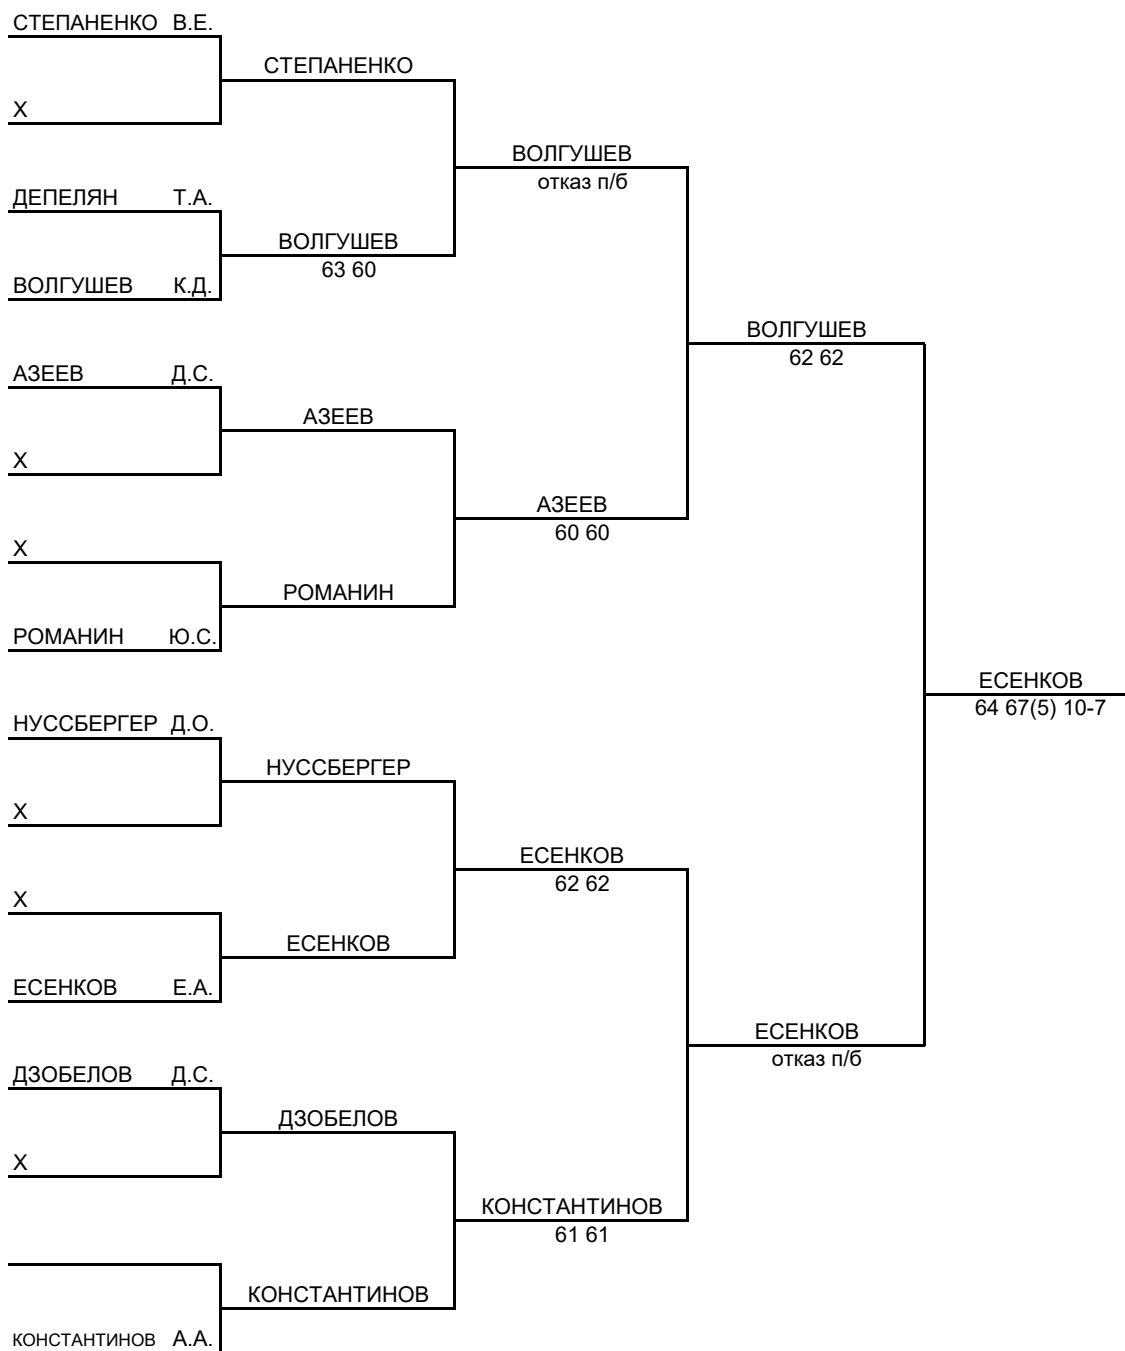 СТЕПАНЕНКО В.Е.
СТЕПАНЕНКО
Х
ВОЛГУШЕВ
отказ п/б
ДЕПЕЛЯН Т.А.
ВОЛГУШЕВ
63 60
ВОЛГУШЕВ К.Д.
ВОЛГУШЕВ
62 62
АЗЕЕВ Д.С.
АЗЕЕВ
Х
АЗЕЕВ
60 60
Х
РОМАНИН
РОМАНИН Ю.С.
ЕСЕНКОВ
64 67(5) 10-7
НУССБЕРГЕР Д.О.
НУССБЕРГЕР
Х
ЕСЕНКОВ
62 62
Х
ЕСЕНКОВ
ЕСЕНКОВ Е.А.
ЕСЕНКОВ
отказ п/б
ДЗОБЕЛОВ Д.С.
ДЗОБЕЛОВ
Х
КОНСТАНТИНОВ
61 61
КОНСТАНТИНОВ
КОНСТАНТИНОВ А.А.